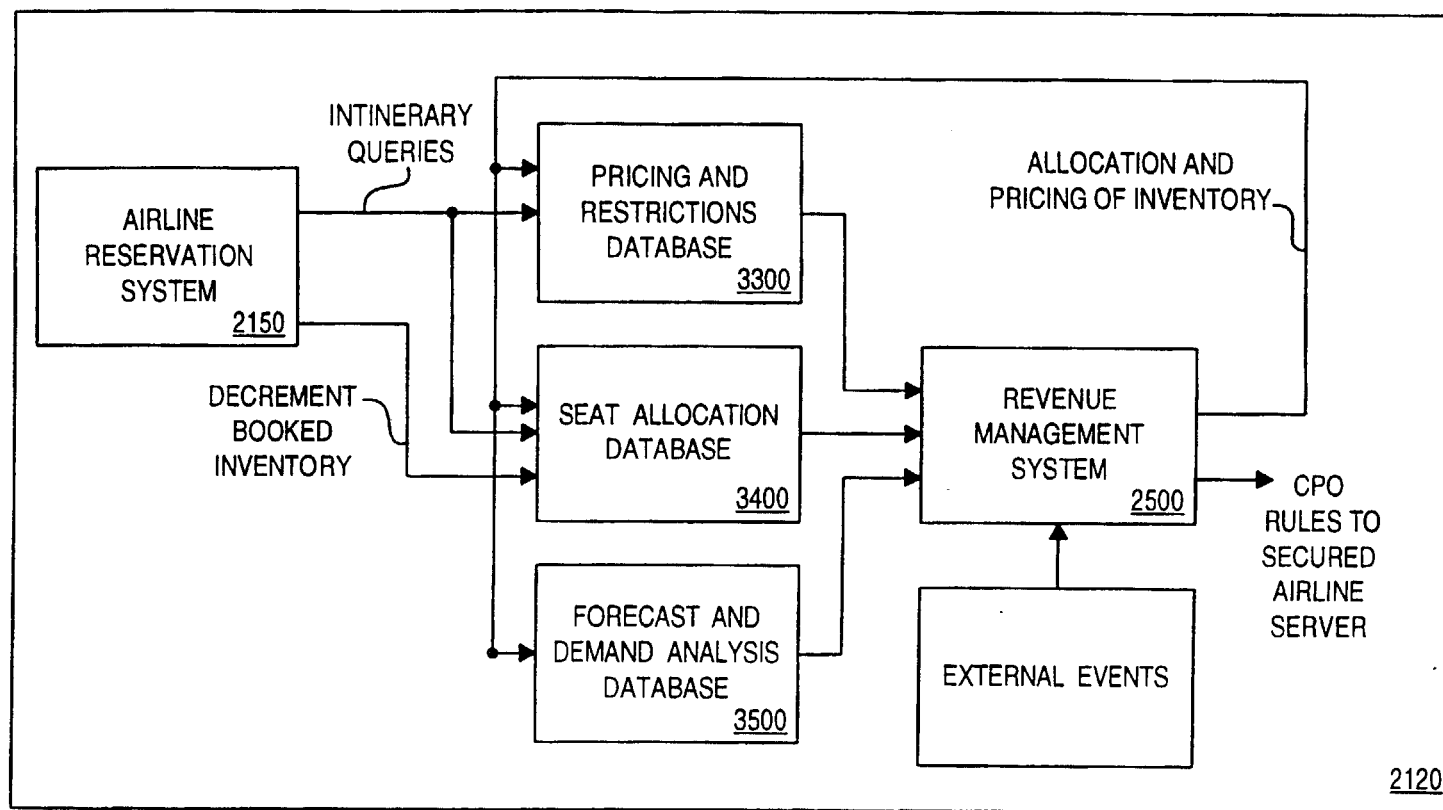 INTINERARY
QUERIES
AIRLINE
RESERVATION
SYSTEM
2150
DECREMENT
BOOKED
INVENTORY
PRICING AND
RESTRICTIONS
DATABASE
3300
SEAT ALLOCATION
DATABASE
3400
FORECAST AND
DEMAND ANALYSIS
DATABASE
3500
ALLOCATION AND
PRICING OF INVENTORY
REVENUE
MANAGEMENT
SYSTEM
2500
EXTERNAL EVENTS
CPO
RULES TO
SECURED
AIRLINE
SERVER
2120